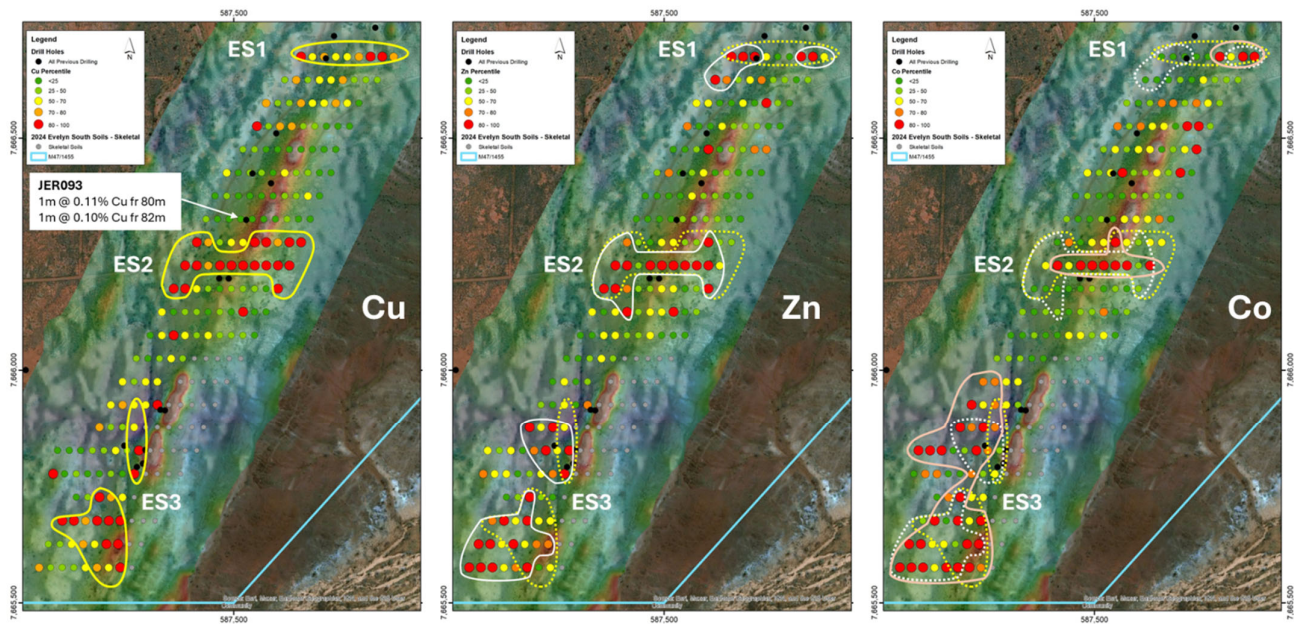 587,500
Legend
Drill Holes
All Previous Drilling
Cu Percentile
<25
25 - 50
50 - 70
70 - 80
80 - 100
2024 Evelyn South Soils - Skeletal
Skeletal Soils
M47/1455
N
ES1
7,666,500
JER093
1m @ 0.11% Cu fr 80m
1m @ 0.10% Cu fr 82m
ES2
Cu
7,666,000
ES3
7,665,500
587,500
587,500
Legend
Drill Holes
All Previous Drilling
Zn Percentile
<25
25 - 50
50 - 70
70 - 80
80 - 100
2024 Evelyn South Soils - Skeletal
Skeletal Soils
M47/1455
N
ES1
7,666,500
ES2
Zn
7,666,000
ES3
7,665,500
587,500
587,500
Legend
Drill Holes
All Previous Drilling
Co Percentile
<25
25 - 50
50 - 70
70 - 80
80 - 100
2024 Evelyn South Soils - Skeletal
Skeletal Soils
M47/1455
N
ES1
7,666,500
ES2
Co
7,666,000
ES3
7,665,500
587,500